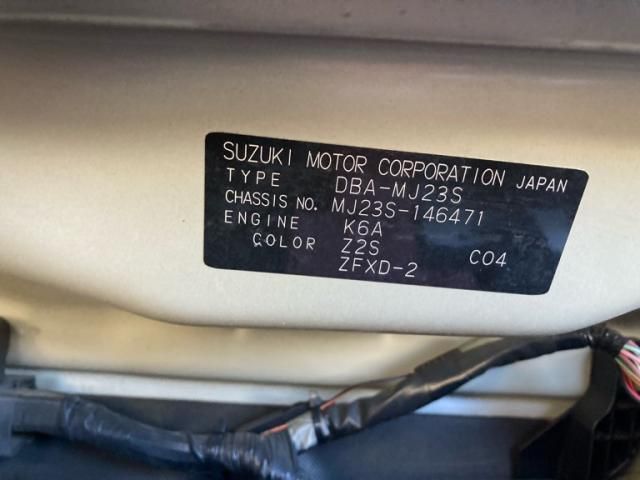 SUZUKI MOTOR CORPORATION JAPAN
TYPE DBA-MJ23S
CHASSIS NO. MJ23S-146471
ENGINE K6A
COLOR Z2S C04
ZFXD-2